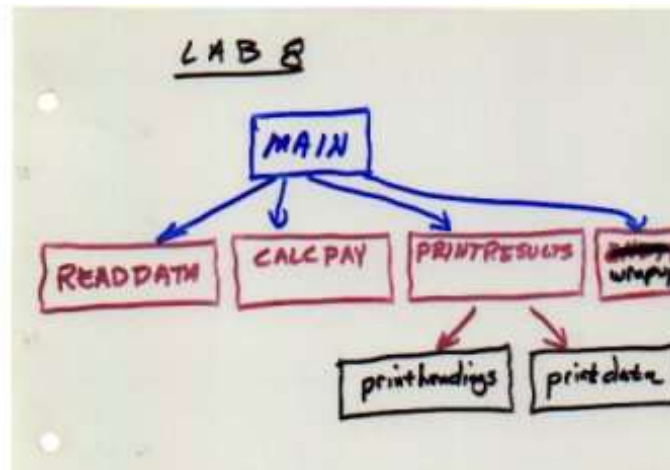 LAB 8
MAIN
READDATA
CALCPAY
PRINTRESULTS
printheadings
printdata